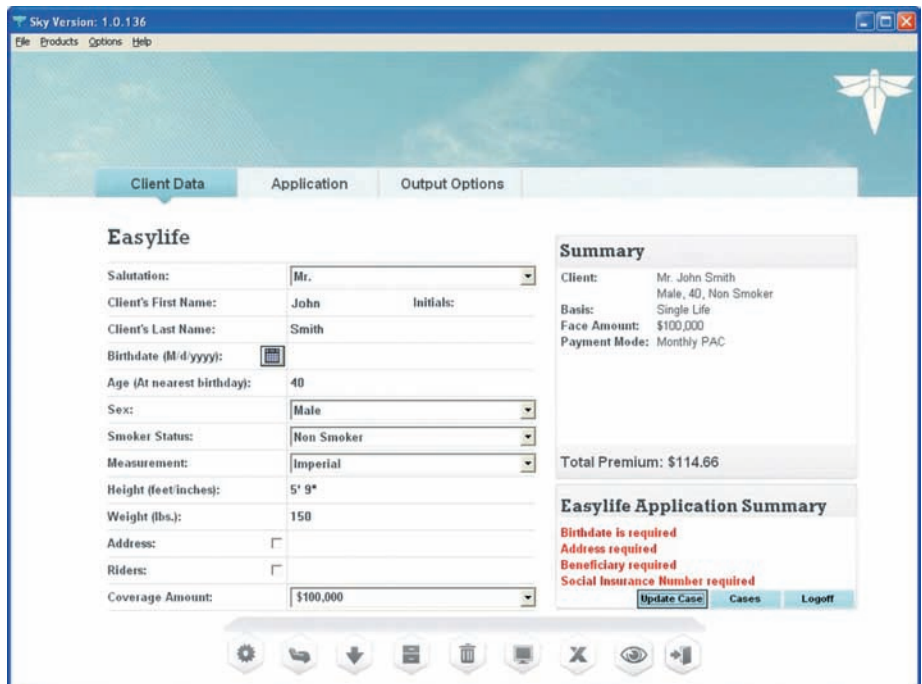 Sky Version: 1.0.136
File Products Options Help
Client Data Application Output Options
Easylife
Salutation: Mr.
Client's First Name: John Initials:
Client's Last Name: Smith
Birthdate (M/d/yyyy):
Age (At nearest birthday): 40
Sex: Male
Smoker Status: Non Smoker
Measurement: Imperial
Height (feet/inches): 5' 9"
Weight (lbs.): 150
Address:
Riders:
Coverage Amount: $100,000
Summary
Client: Mr. John Smith
Male, 40, Non Smoker
Basis: Single Life
Face Amount: $100,000
Payment Mode: Monthly PAC
Total Premium: $114.66
Easylife Application Summary
Birthdate is required
Address required
Beneficiary required
Social Insurance Number required
Update Case Cases Logoff